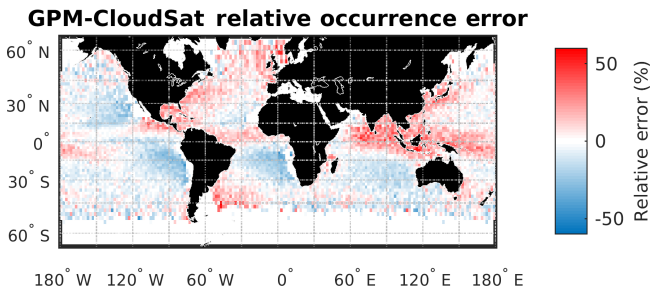 GPM-CloudSat relative occurrence error
60° N
30° N
0°
30° S
60° S
180° W 120° W 60° W 0° 60° E 120° E 180° E
50
0
-50
Relative error (%)